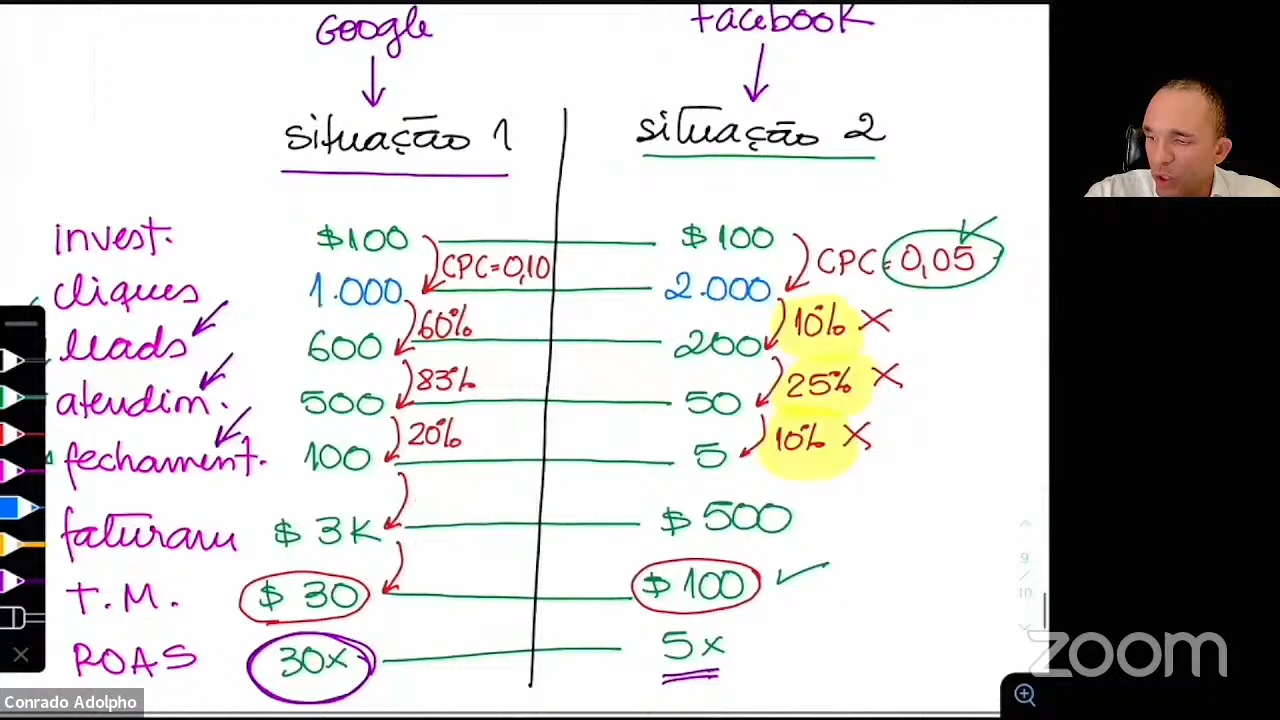 Google facebook
situação 1 situação 2
invest. $100 $100
CPC=0,10 CPC=0,05
cliques 1.000 2.000
60% 10% X
leads 600 200
83% 25% X
atendim. 500 50
20% 10% X
fechament. 100 5
faturam $ 3K $ 500
T.M. $ 30 $ 100
ROAS 30x 5x
9
/
10
zoom
Conrado Adolpho